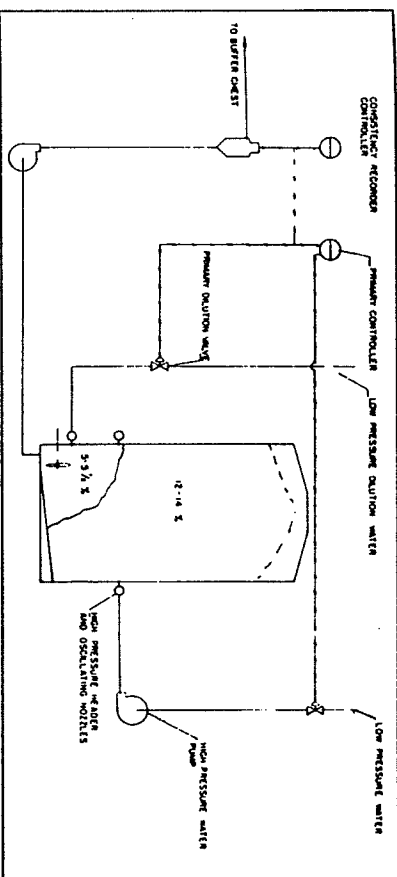 TO BUFFER CHEST
CONSISTENCY RECORDER
CONTROLLER
PRIMARY CONTROLLER
PRIMARY DILUTION VALVE
LOW PRESSURE DILUTION WATER
LOW PRESSURE WATER
12-14 %
5-5½ %
HIGH PRESSURE HEADER
AND OSCILLATING NOZZLES
HIGH PRESSURE WATER
PUMP